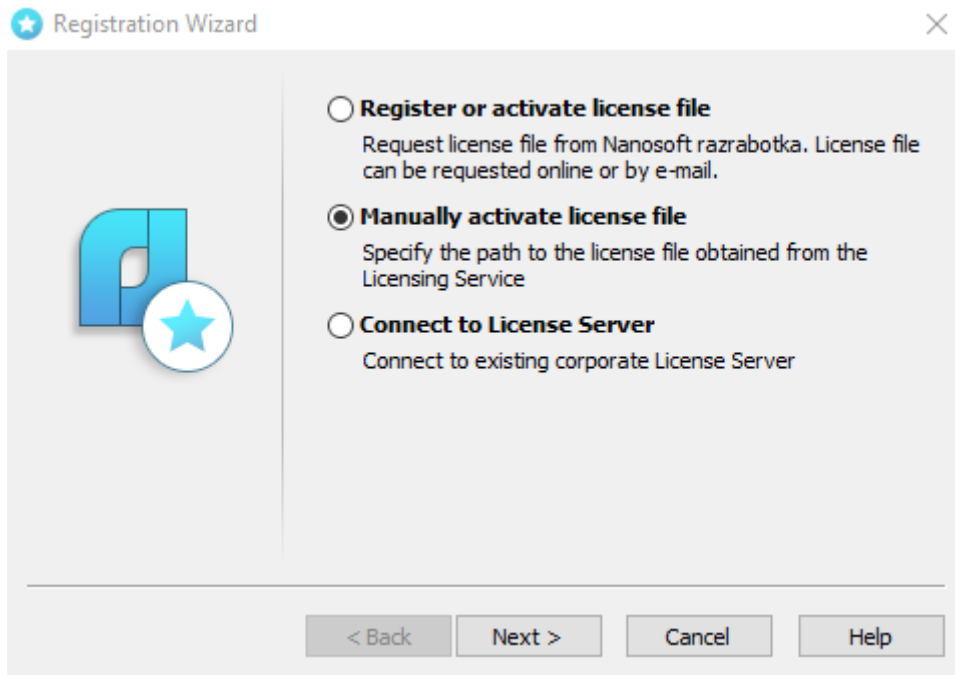 Registration Wizard
Register or activate license file
Request license file from Nanosoft razrabotka. License file
can be requested online or by e-mail.
Manually activate license file
Specify the path to the license file obtained from the
Licensing Service
Connect to License Server
Connect to existing corporate License Server
< Back
Next >
Cancel
Help